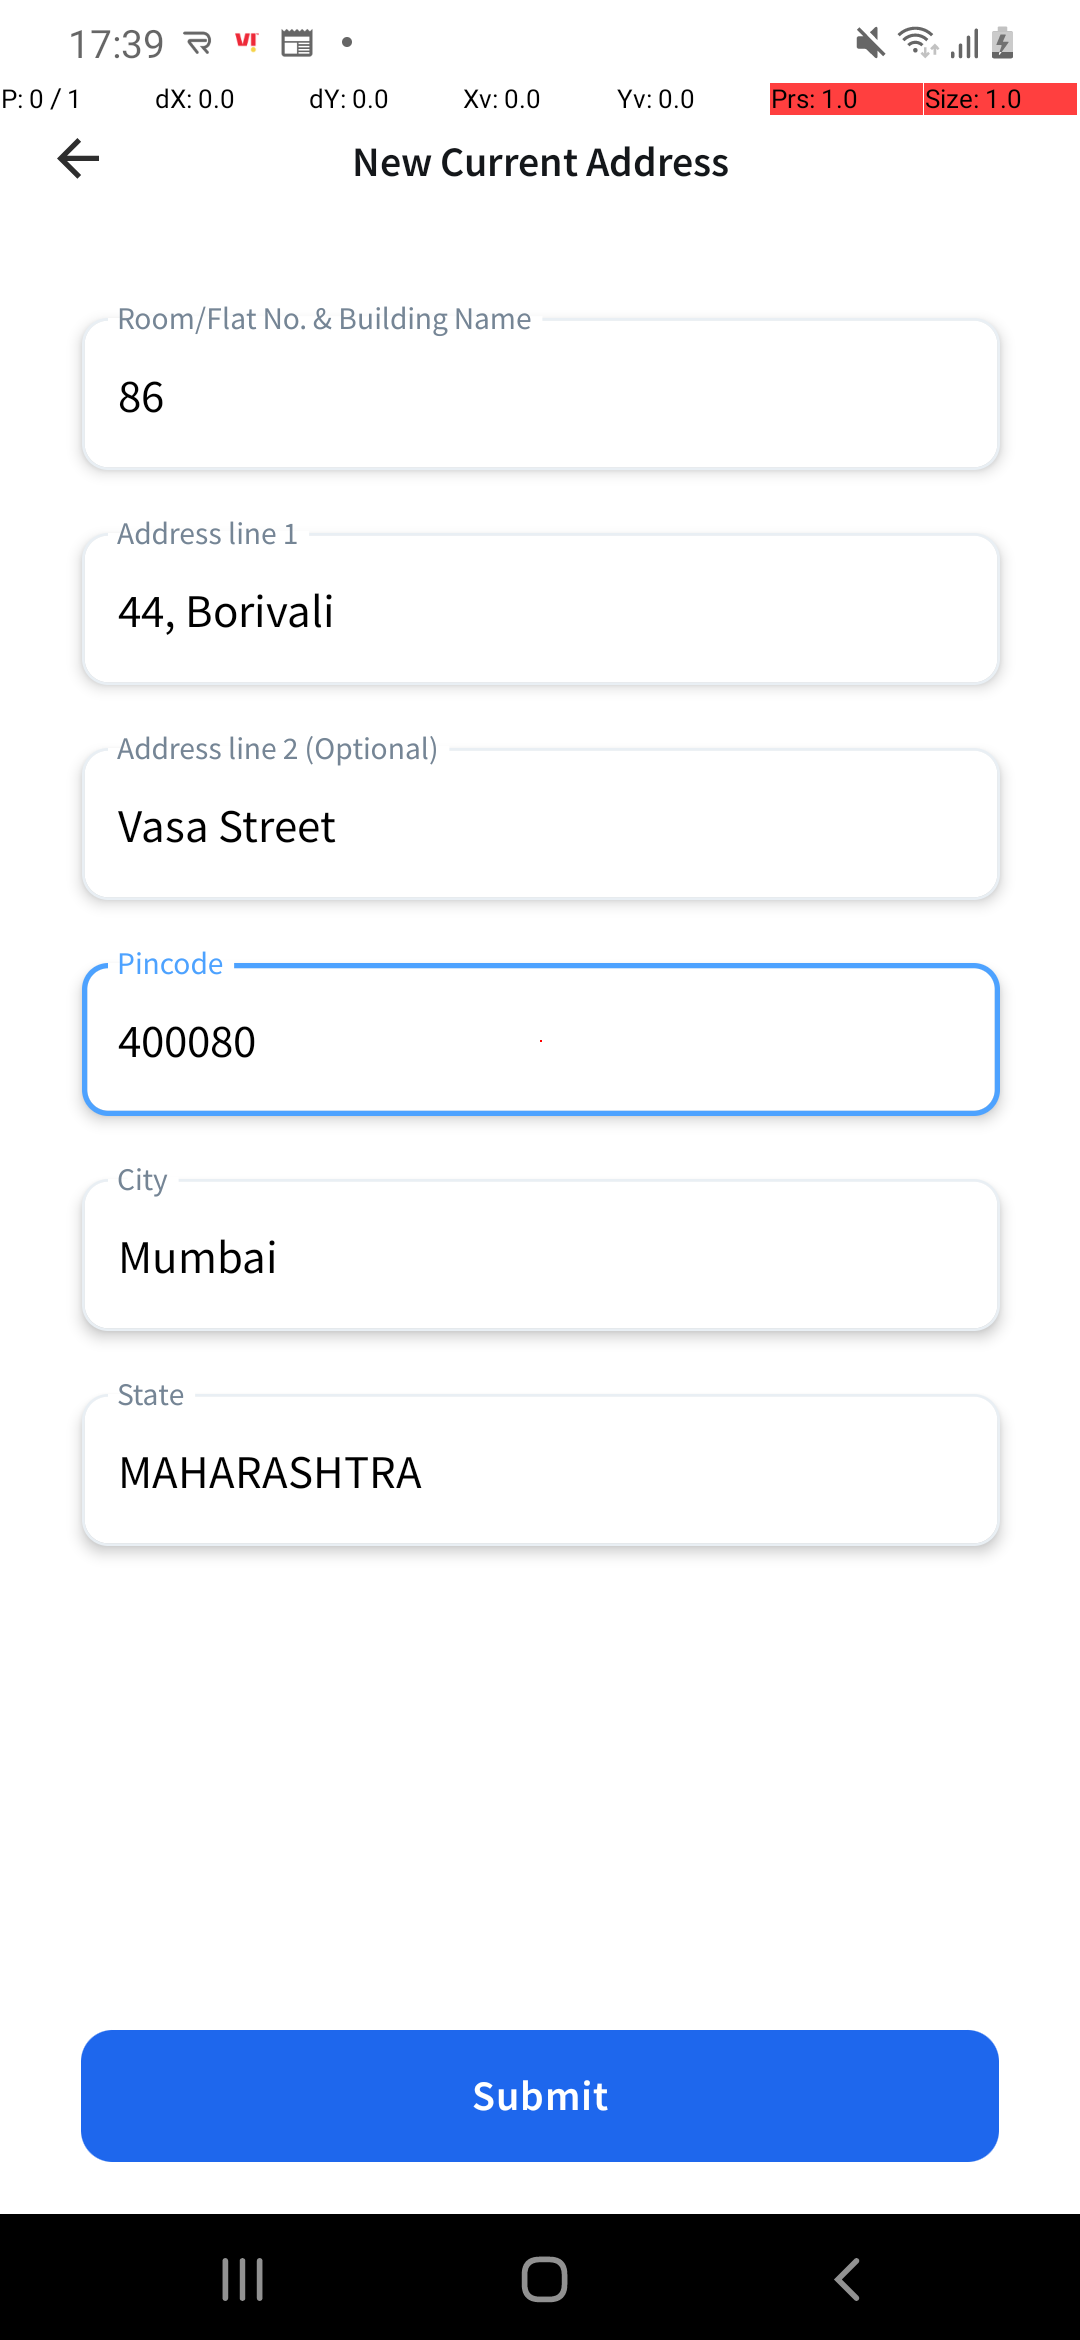 17:39
P: 0 / 1 dX: 0.0 dY: 0.0 Xv: 0.0 Yv: 0.0 Prs: 1.0 Size: 1.0
New Current Address
Room/Flat No. & Building Name
86
Address line 1
44, Borivali
Address line 2 (Optional)
Vasa Street
Pincode
400080
City
Mumbai
State
MAHARASHTRA
Submit